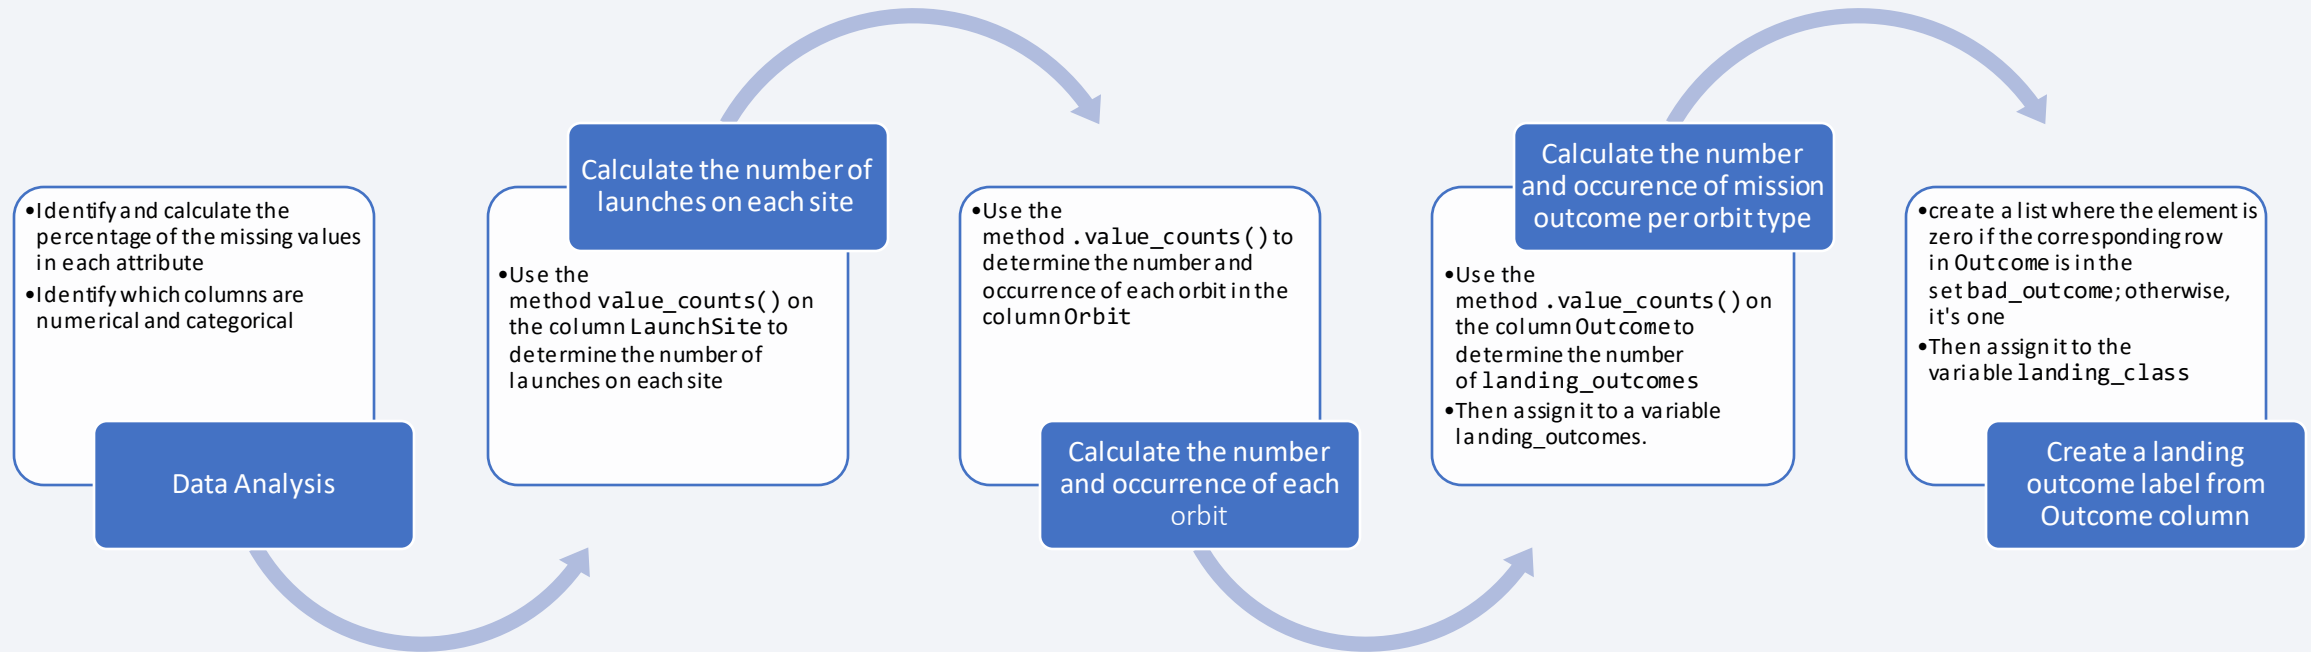 •Identify and calculate the
percentage of the missing values
in each attribute
•Identify which columns are
numerical and categorical
Data Analysis
Calculate the number of
launches on each site
•Use the
method value_counts() on
the column LaunchSite to
determine the number of
launches on each site
•Use the
method .value_counts() to
determine the number and
occurrence of each orbit in the
column Orbit
Calculate the number
and occurrence of each
orbit
Calculate the number
and occurence of mission
outcome per orbit type
•Use the
method .value_counts() on
the column Outcome to
determine the number
of landing_outcomes
•Then assign it to a variable
landing_outcomes.
•create a list where the element is
zero if the corresponding row
in Outcome is in the
set bad_outcome; otherwise,
it's one
•Then assign it to the
variable landing_class
Create a landing
outcome label from
Outcome column